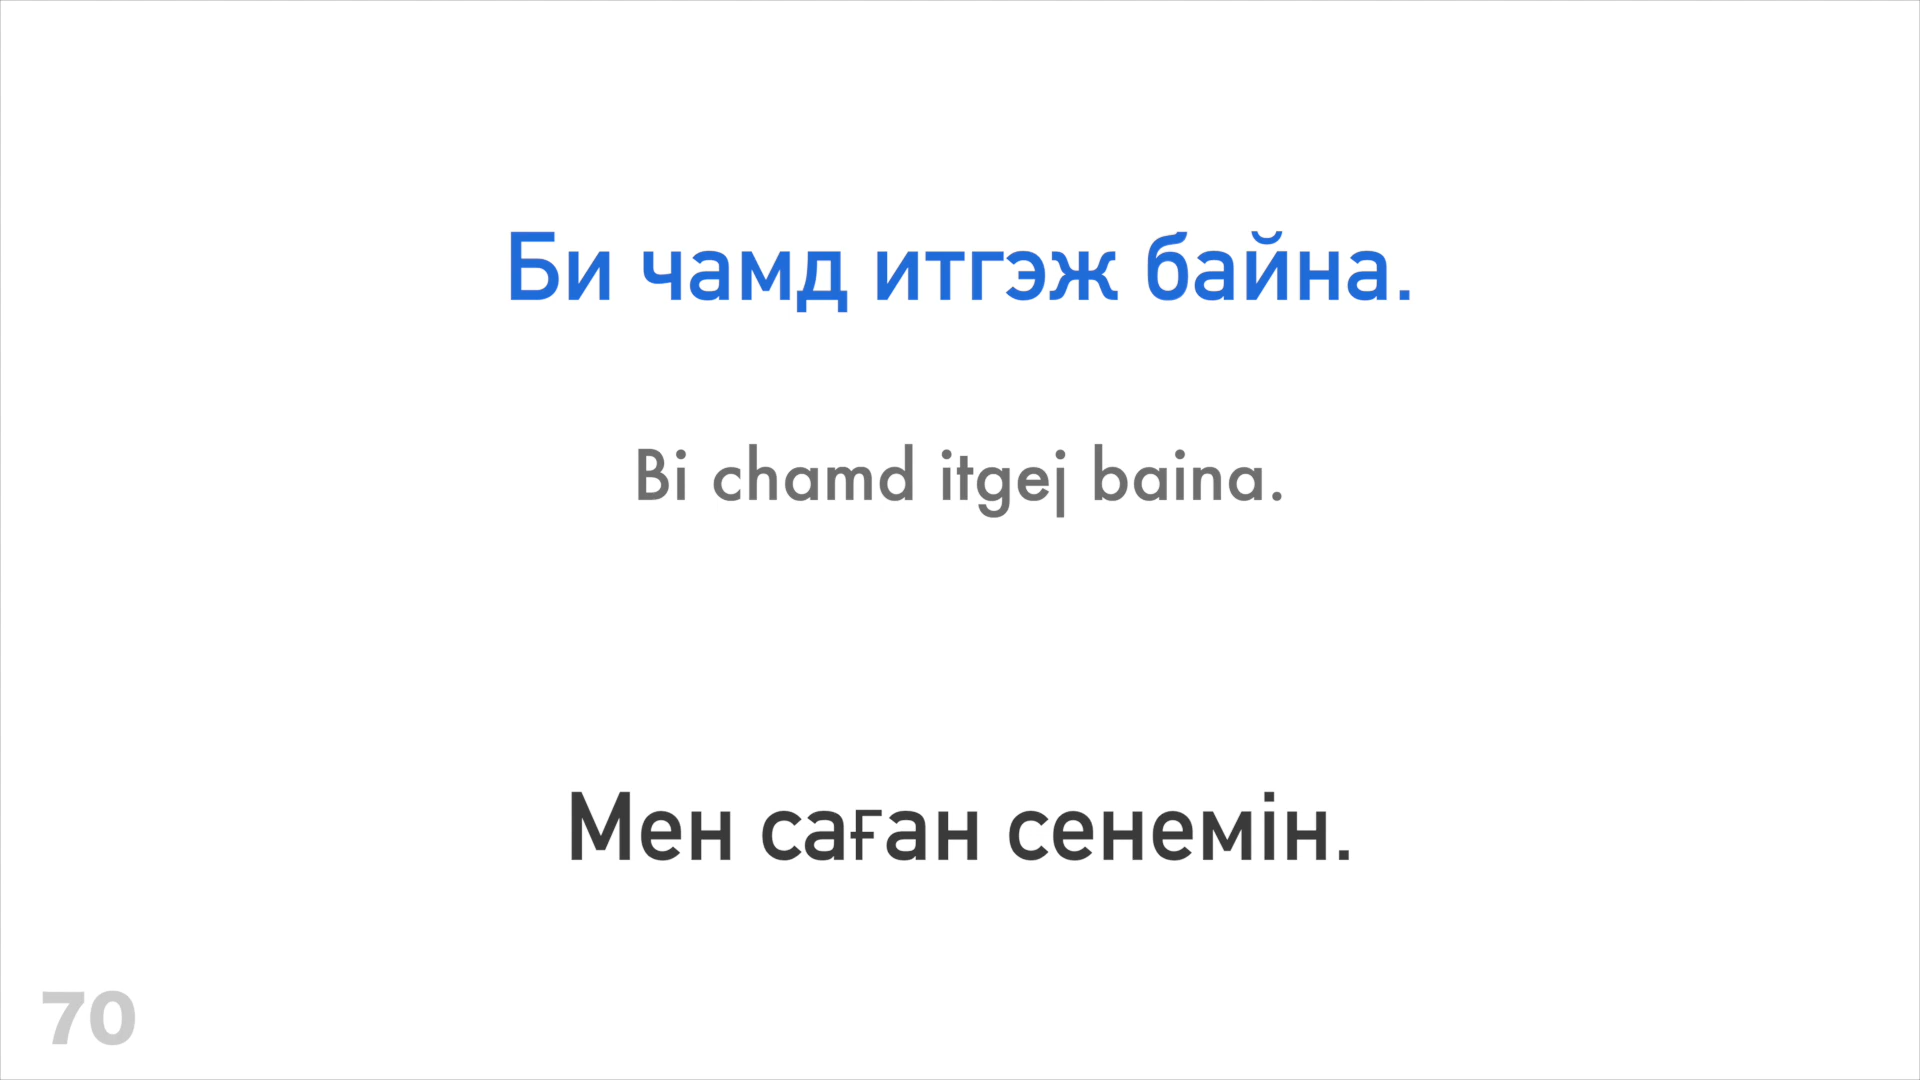 Би чамд итгэж байна.
Bi chamd itgej baina.
Мен саған сенемін.
70